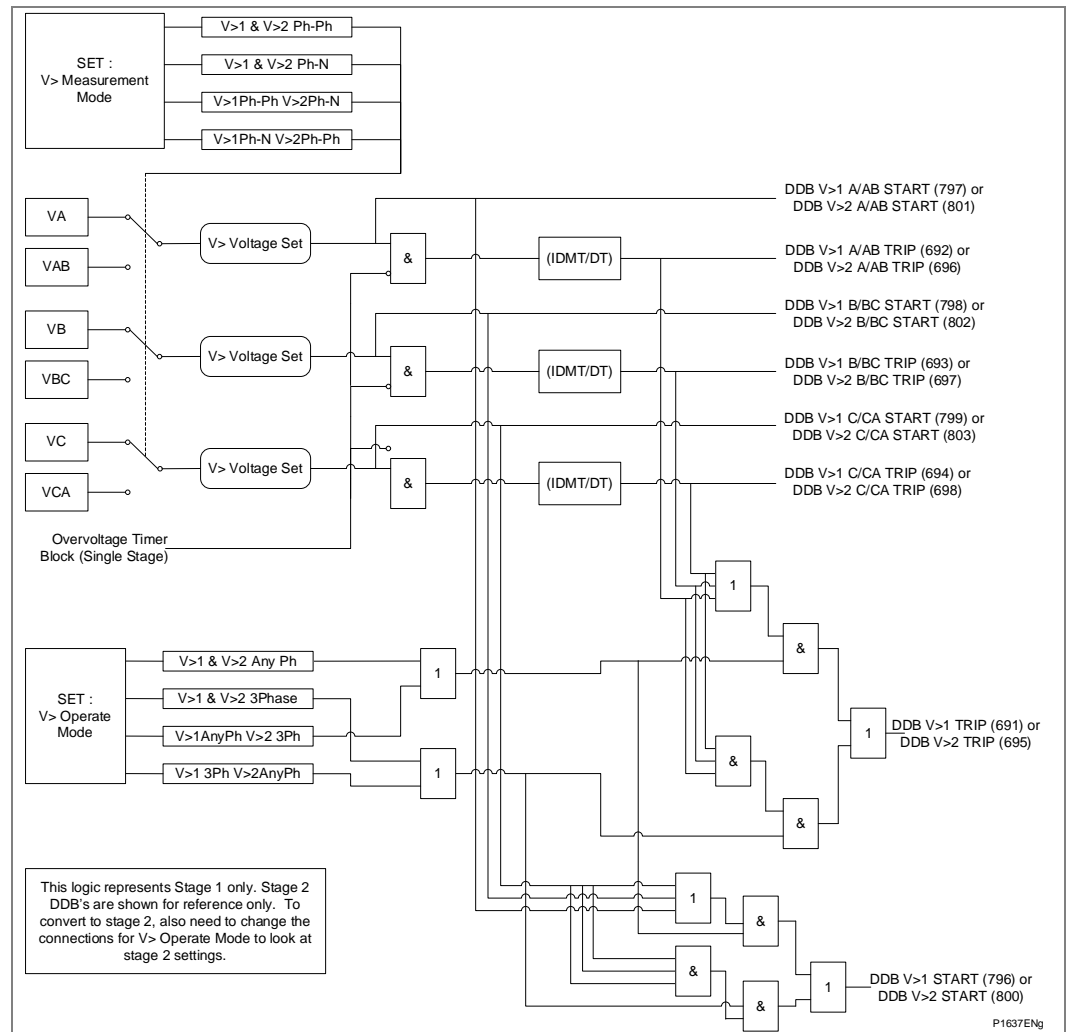 SET :
V> Measurement
Mode
V>1 & V>2 Ph-Ph
V>1 & V>2 Ph-N
V>1Ph-Ph V>2Ph-N
V>1Ph-N V>2Ph-Ph
VA
VAB
VB
VBC
VC
VCA
V> Voltage Set
V> Voltage Set
V> Voltage Set
&
&
&
(IDMT/DT)
(IDMT/DT)
(IDMT/DT)
DDB V>1 A/AB START (797) or
DDB V>2 A/AB START (801)
DDB V>1 A/AB TRIP (692) or
DDB V>2 A/AB TRIP (696)
DDB V>1 B/BC START (798) or
DDB V>2 B/BC START (802)
DDB V>1 B/BC TRIP (693) or
DDB V>2 B/BC TRIP (697)
DDB V>1 C/CA START (799) or
DDB V>2 C/CA START (803)
DDB V>1 C/CA TRIP (694) or
DDB V>2 C/CA TRIP (698)
Overvoltage Timer
Block (Single Stage)
SET :
V> Operate
Mode
V>1 & V>2 Any Ph
V>1 & V>2 3Phase
V>1AnyPh V>2 3Ph
V>1 3Ph V>2AnyPh
1
1
1
&
&
&
1
DDB V>1 TRIP (691) or
DDB V>2 TRIP (695)
This logic represents Stage 1 only. Stage 2
DDB's are shown for reference only. To
convert to stage 2, also need to change the
connections for V> Operate Mode to look at
stage 2 settings.
1
&
&
&
1
DDB V>1 START (796) or
DDB V>2 START (800)
P1637ENg